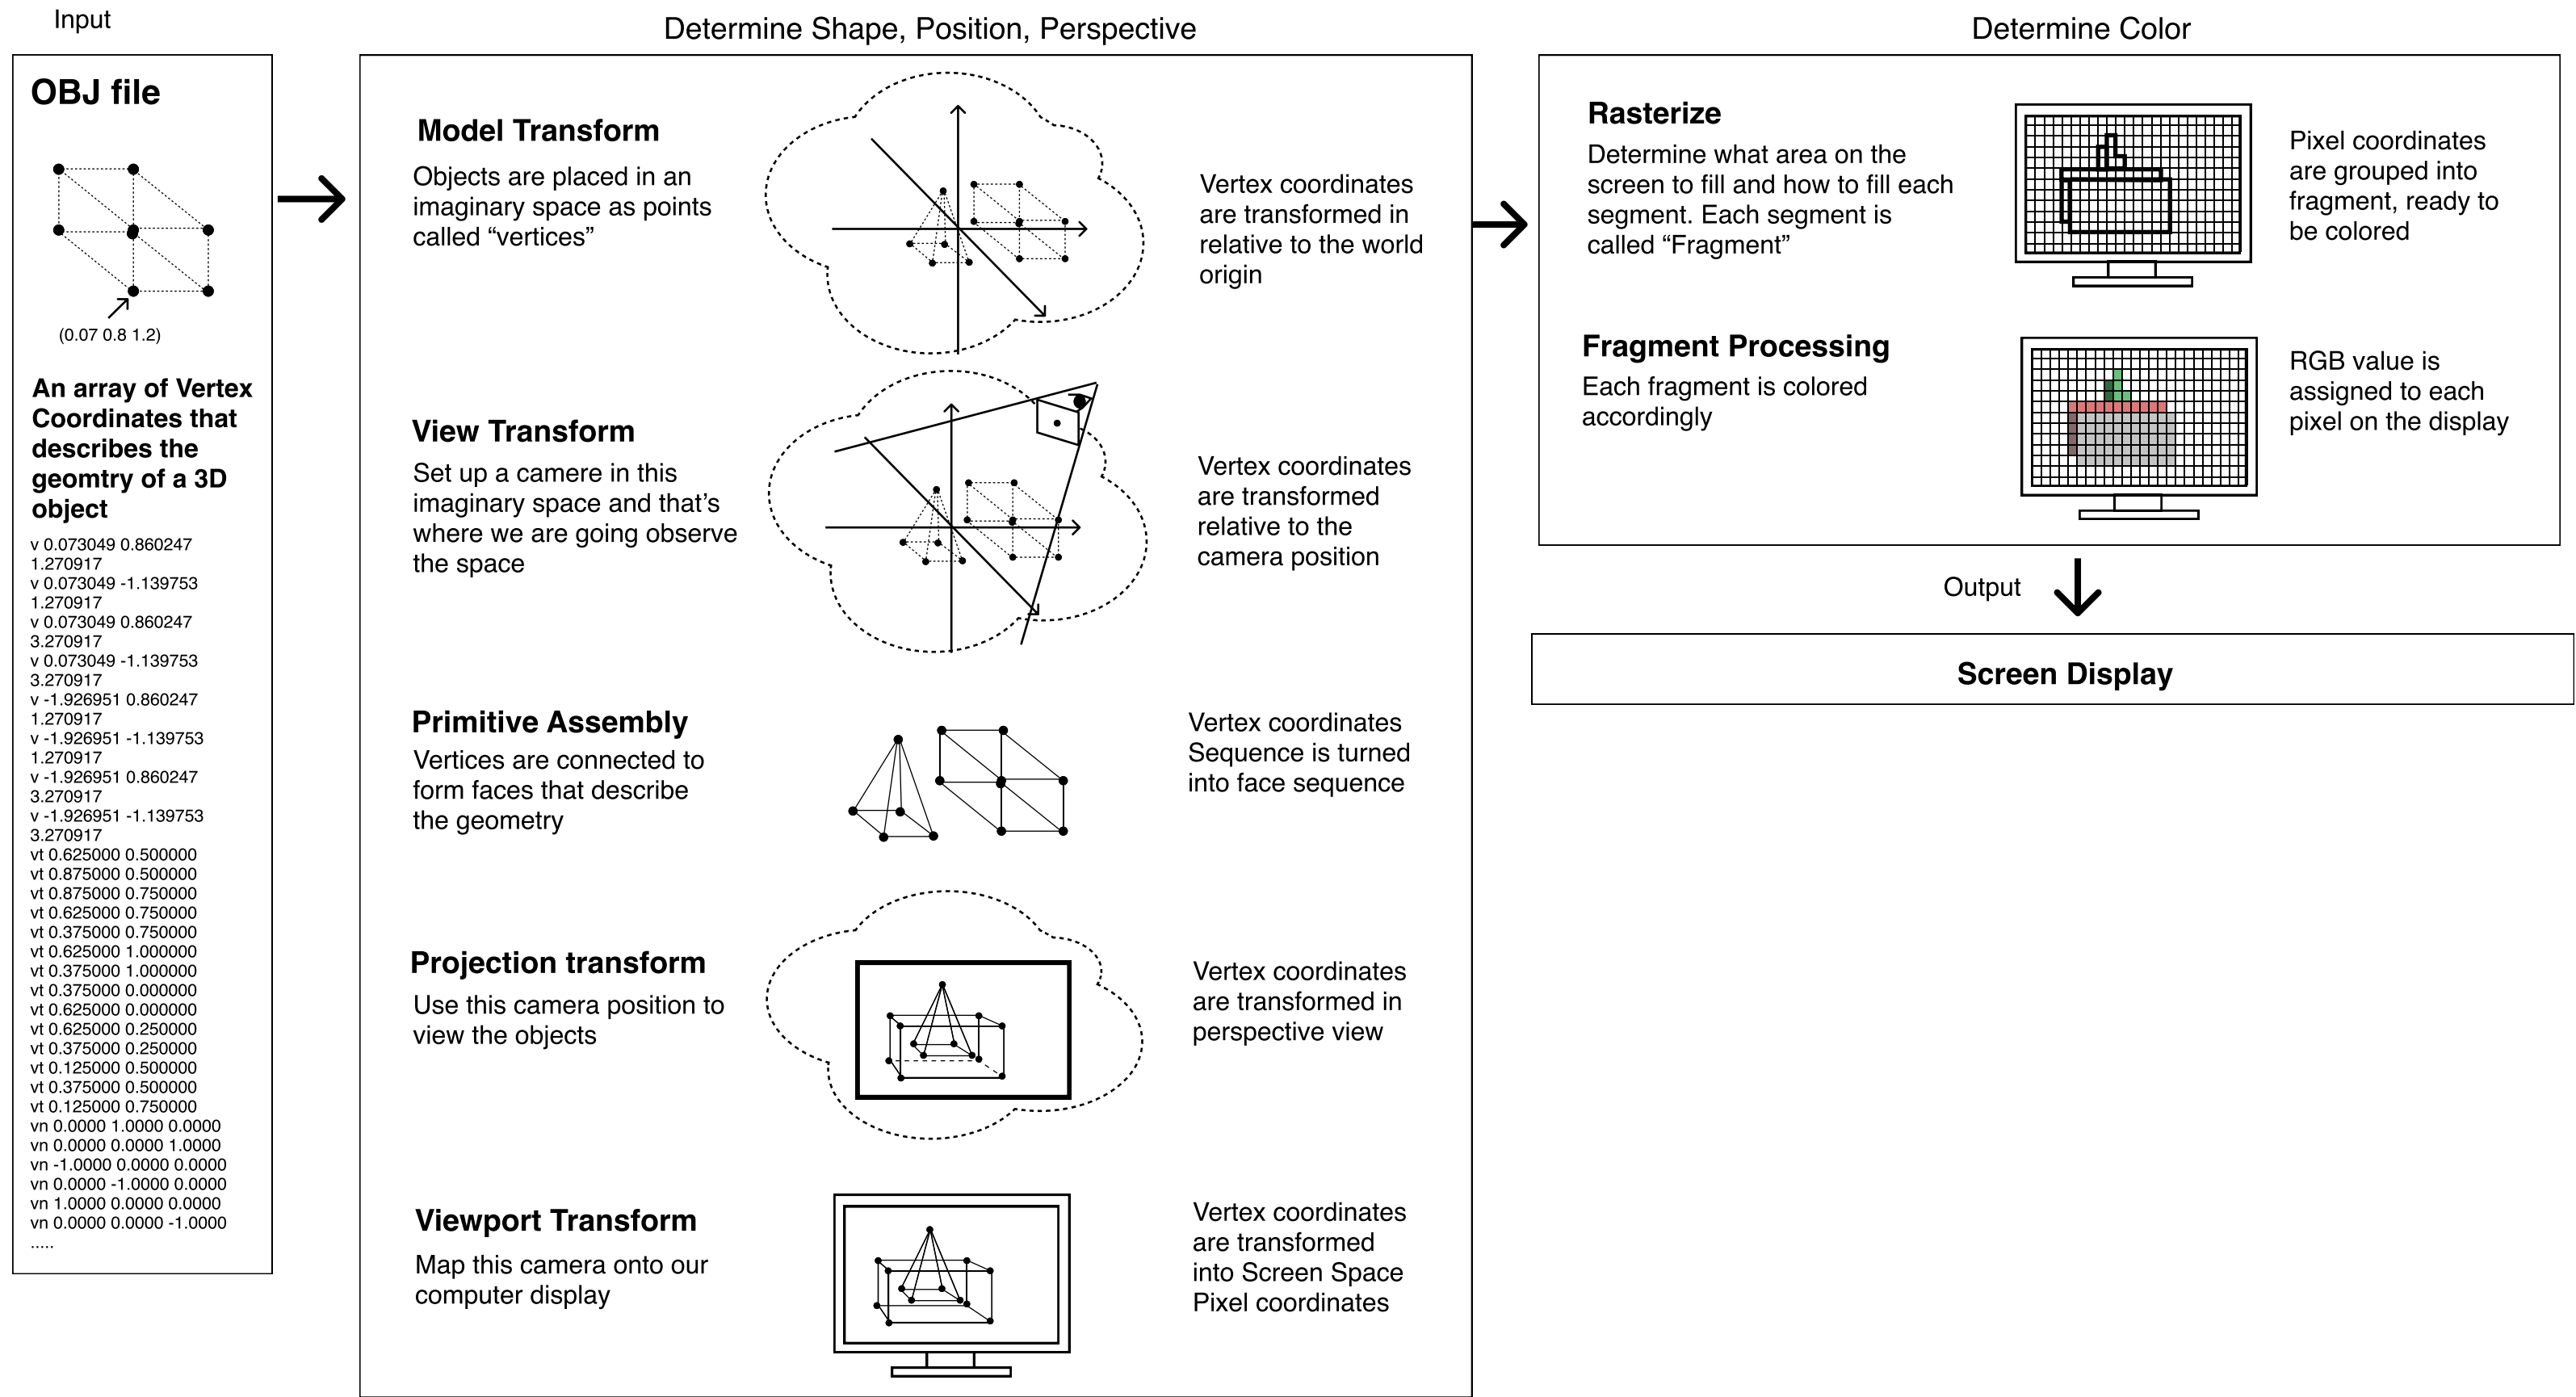 Input
OBJ file
(0.07 0.8 1.2)
An array of Vertex
Coordinates that
describes the
geomtry of a 3D
object
v 0.073049 0.860247
1.270917
v 0.073049 -1.139753
1.270917
v 0.073049 0.860247
3.270917
v 0.073049 -1.139753
3.270917
v -1.926951 0.860247
1.270917
v -1.926951 -1.139753
1.270917
v -1.926951 0.860247
3.270917
v -1.926951 -1.139753
3.270917
vt 0.625000 0.500000
vt 0.875000 0.500000
vt 0.875000 0.750000
vt 0.625000 0.750000
vt 0.375000 0.750000
vt 0.625000 1.000000
vt 0.375000 1.000000
vt 0.375000 0.000000
vt 0.625000 0.000000
vt 0.625000 0.250000
vt 0.375000 0.250000
vt 0.125000 0.500000
vt 0.375000 0.500000
vt 0.125000 0.750000
vn 0.0000 1.0000 0.0000
vn 0.0000 0.0000 1.0000
vn -1.0000 0.0000 0.0000
vn 0.0000 -1.0000 0.0000
vn 1.0000 0.0000 0.0000
vn 0.0000 0.0000 -1.0000
.....
Determine Shape, Position, Perspective
Model Transform
Objects are placed in an
imaginary space as points
called “vertices”
Vertex coordinates
are transformed in
relative to the world
origin
View Transform
Set up a camere in this
imaginary space and that’s
where we are going observe
the space
Vertex coordinates
are transformed
relative to the
camera position
Primitive Assembly
Vertices are connected to
form faces that describe
the geometry
Vertex coordinates
Sequence is turned
into face sequence
Projection transform
Use this camera position to
view the objects
Vertex coordinates
are transformed in
perspective view
Viewport Transform
Map this camera onto our
computer display
Vertex coordinates
are transformed
into Screen Space
Pixel coordinates
Determine Color
Rasterize
Determine what area on the
screen to fill and how to fill each
segment. Each segment is
called “Fragment”
Pixel coordinates
are grouped into
fragment, ready to
be colored
Fragment Processing
Each fragment is colored
accordingly
RGB value is
assigned to each
pixel on the display
Output
Screen Display